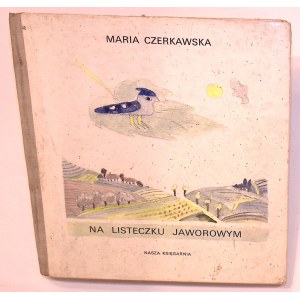 MARIA CZERKAWSKA
NA LISTECZKU JAWOROWYM
NASZA KSIĘGARNIA